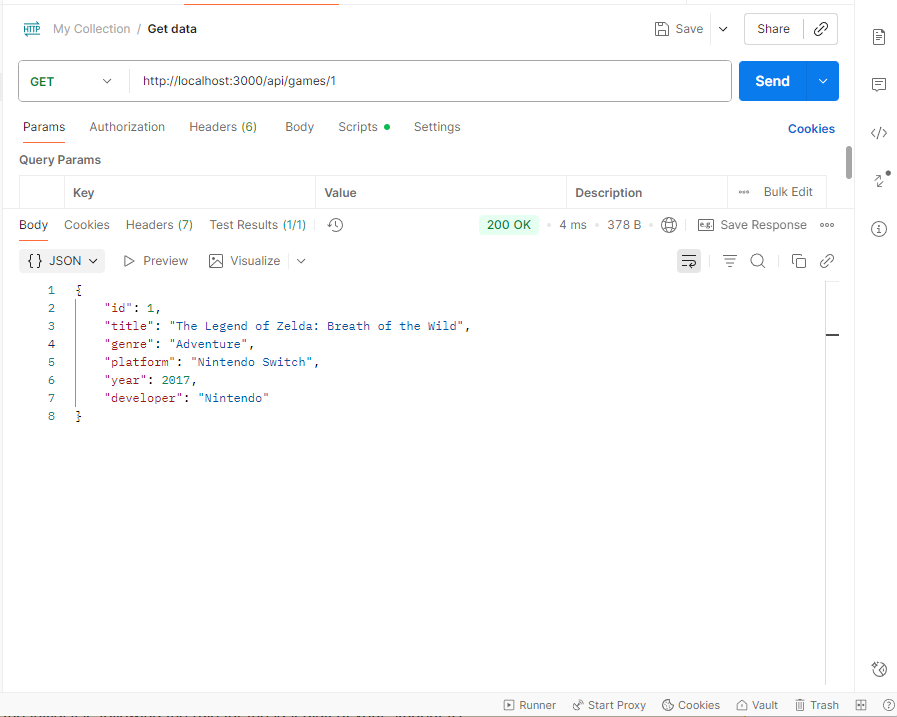 HTTP My Collection / Get data Save Share
GET http://localhost:3000/api/games/1 Send
Params Authorization Headers (6) Body Scripts Settings Cookies
Query Params
Key Value Description Bulk Edit
Body Cookies Headers (7) Test Results (1/1) 200 OK 4 ms 378 B e.g. Save Response
{} JSON Preview Visualize
1 {
2 "id": 1,
3 "title": "The Legend of Zelda: Breath of the Wild",
4 "genre": "Adventure",
5 "platform": "Nintendo Switch",
6 "year": 2017,
7 "developer": "Nintendo"
8 }
Runner Start Proxy Cookies Vault Trash